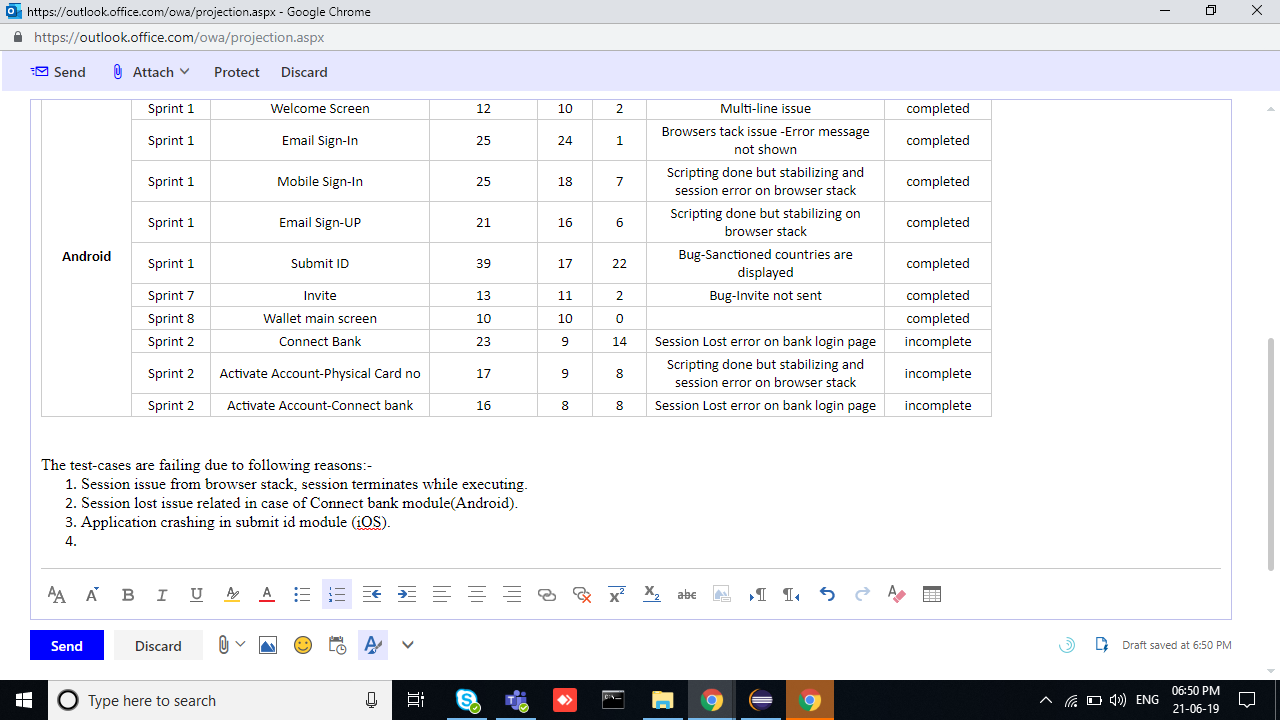 https://outlook.office.com/owa/projection.aspx - Google Chrome
https://outlook.office.com/owa/projection.aspx
Send Attach Protect Discard
Sprint 1 Welcome Screen 12 10 2 Multi-line issue completed
Sprint 1 Email Sign-In 25 24 1 Browsers tack issue -Error message
not shown completed
Sprint 1 Mobile Sign-In 25 18 7 Scripting done but stabilizing and
session error on browser stack completed
Sprint 1 Email Sign-UP 21 16 6 Scripting done but stabilizing on
browser stack completed
Android
Sprint 1 Submit ID 39 17 22 Bug-Sanctioned countries are
displayed completed
Sprint 7 Invite 13 11 2 Bug-Invite not sent completed
Sprint 8 Wallet main screen 10 10 0 completed
Sprint 2 Connect Bank 23 9 14 Session Lost error on bank login page incomplete
Sprint 2 Activate Account-Physical Card no 17 9 8 Scripting done but stabilizing and
session error on browser stack incomplete
Sprint 2 Activate Account-Connect bank 16 8 8 Session Lost error on bank login page incomplete
The test-cases are failing due to following reasons:-
1. Session issue from browser stack, session terminates while executing.
2. Session lost issue related in case of Connect bank module(Android).
3. Application crashing in submit id module (iOS).
4.
Send Discard Draft saved at 6:50 PM
Type here to search ENG 06:50 PM
21-06-19